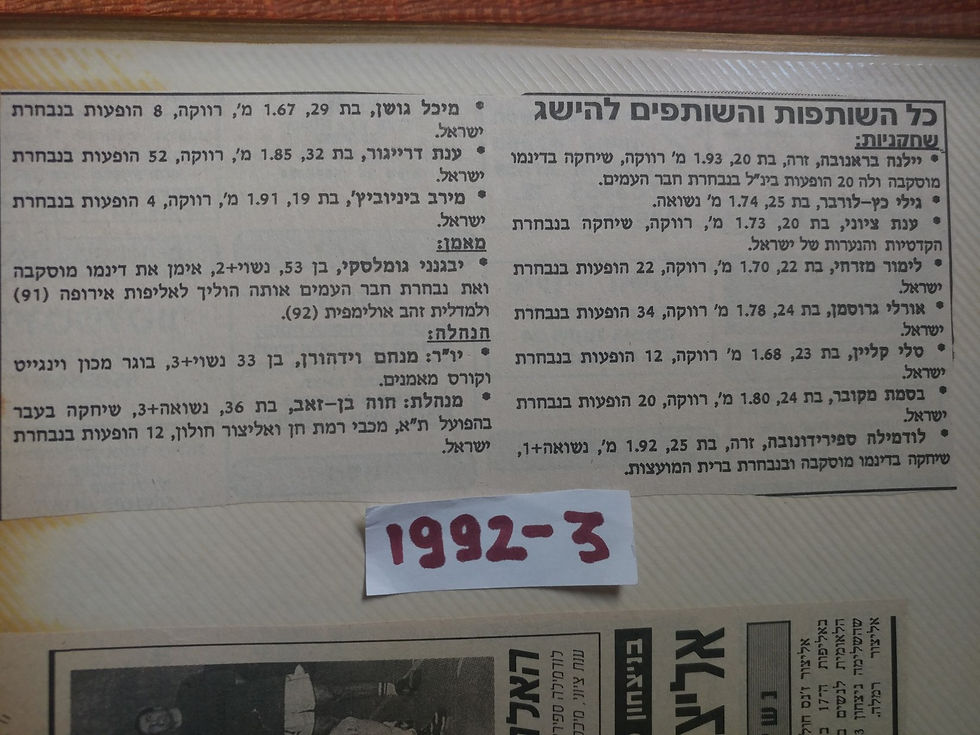 כל השותפות והשותפים להישג
שחקניות:
* יילנה בראנובה, זרה, בת 20, 1.93 מ' רווקה, שיחקה בדינמו
מוסקבה ולה 20 הופעות בינ"ל בנבחרת חבר העמים.
* גילי כץ–לורבר, בת 25, 1.74 מ' נשואה.
* ענת ציוני, בת 20, 1.73 מ', רווקה, שיחקה בנבחרת
הקדטיות והנערות של ישראל.
* לימור מזרחי, בת 22, 1.70 מ', רווקה, 22 הופעות בנבחרת
ישראל.
* אורלי גרוסמן, בת 24, 1.78 מ' רווקה, 34 הופעות בנבחרת
ישראל.
* סלי קליין, בת 23, 1.68 מ' רווקה, 12 הופעות בנבחרת
ישראל.
* בסמת מקובר, בת 24, 1.80 מ', רווקה, 20 הופעות בנבחרת
ישראל.
* לודמילה ספירידונובה, זרה, בת 25, 1.92 מ', נשואה+1,
שיחקה בדינמו מוסקבה ובנבחרת ברית המועצות.
* מיכל גושן, בת 29, 1.67 מ', רווקה, 8 הופעות בנבחרת
ישראל.
* ענת דרייגור, בת 32, 1.85 מ', רווקה, 52 הופעות בנבחרת
ישראל.
* מירב ביניוביץ', בת 19, 1.91 מ', רווקה, 4 הופעות בנבחרת
ישראל.
מאמן:
* יבגנני גומלסקי, בן 53, נשוי+2, אימן את דינמו מוסקבה
ואת נבחרת חבר העמים אותה הוליך לאליפות אירופה (91)
ולמדלית זהב אולימפית (92).
הנהלה:
* יו"ר: מנחם וידהורן, בן 33 נשוי+3, בוגר מכון וינגייט
וקורס מאמנים.
* מנהלת: חוה בן–זאב, בת 36, נשואה+3, שיחקה בעבר
בהפועל ת"א, מכבי רמת חן ואליצור חולון, 12 הופעות בנבחרת
ישראל.
1992-3
בניצחון